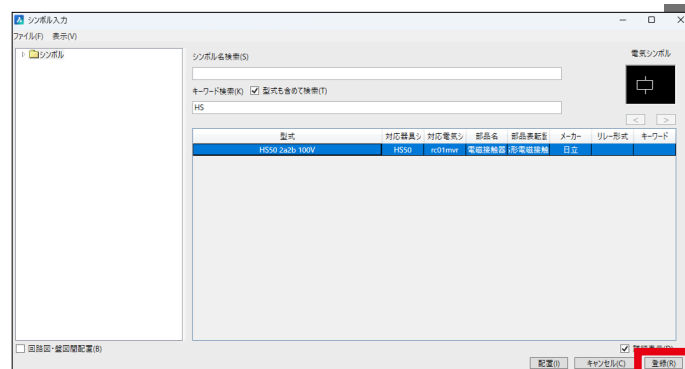 シンボル入力
ファイル(F) 表示(V)
シンボル
シンボル名検索(S)
電気シンボル
キーワード検索(K) 型式も含めて検索(T)
HS
< >
型式 対応器具シ 対応電気シ 部品名 部品表転 メーカー リレー形式 キーワード
HS50 2a2b 100V HS50 rc01mvr 電磁接触器 形電磁接触 日立
回路図・盤図間配置(B)
配置(I) キャンセル(C) 登録(R)